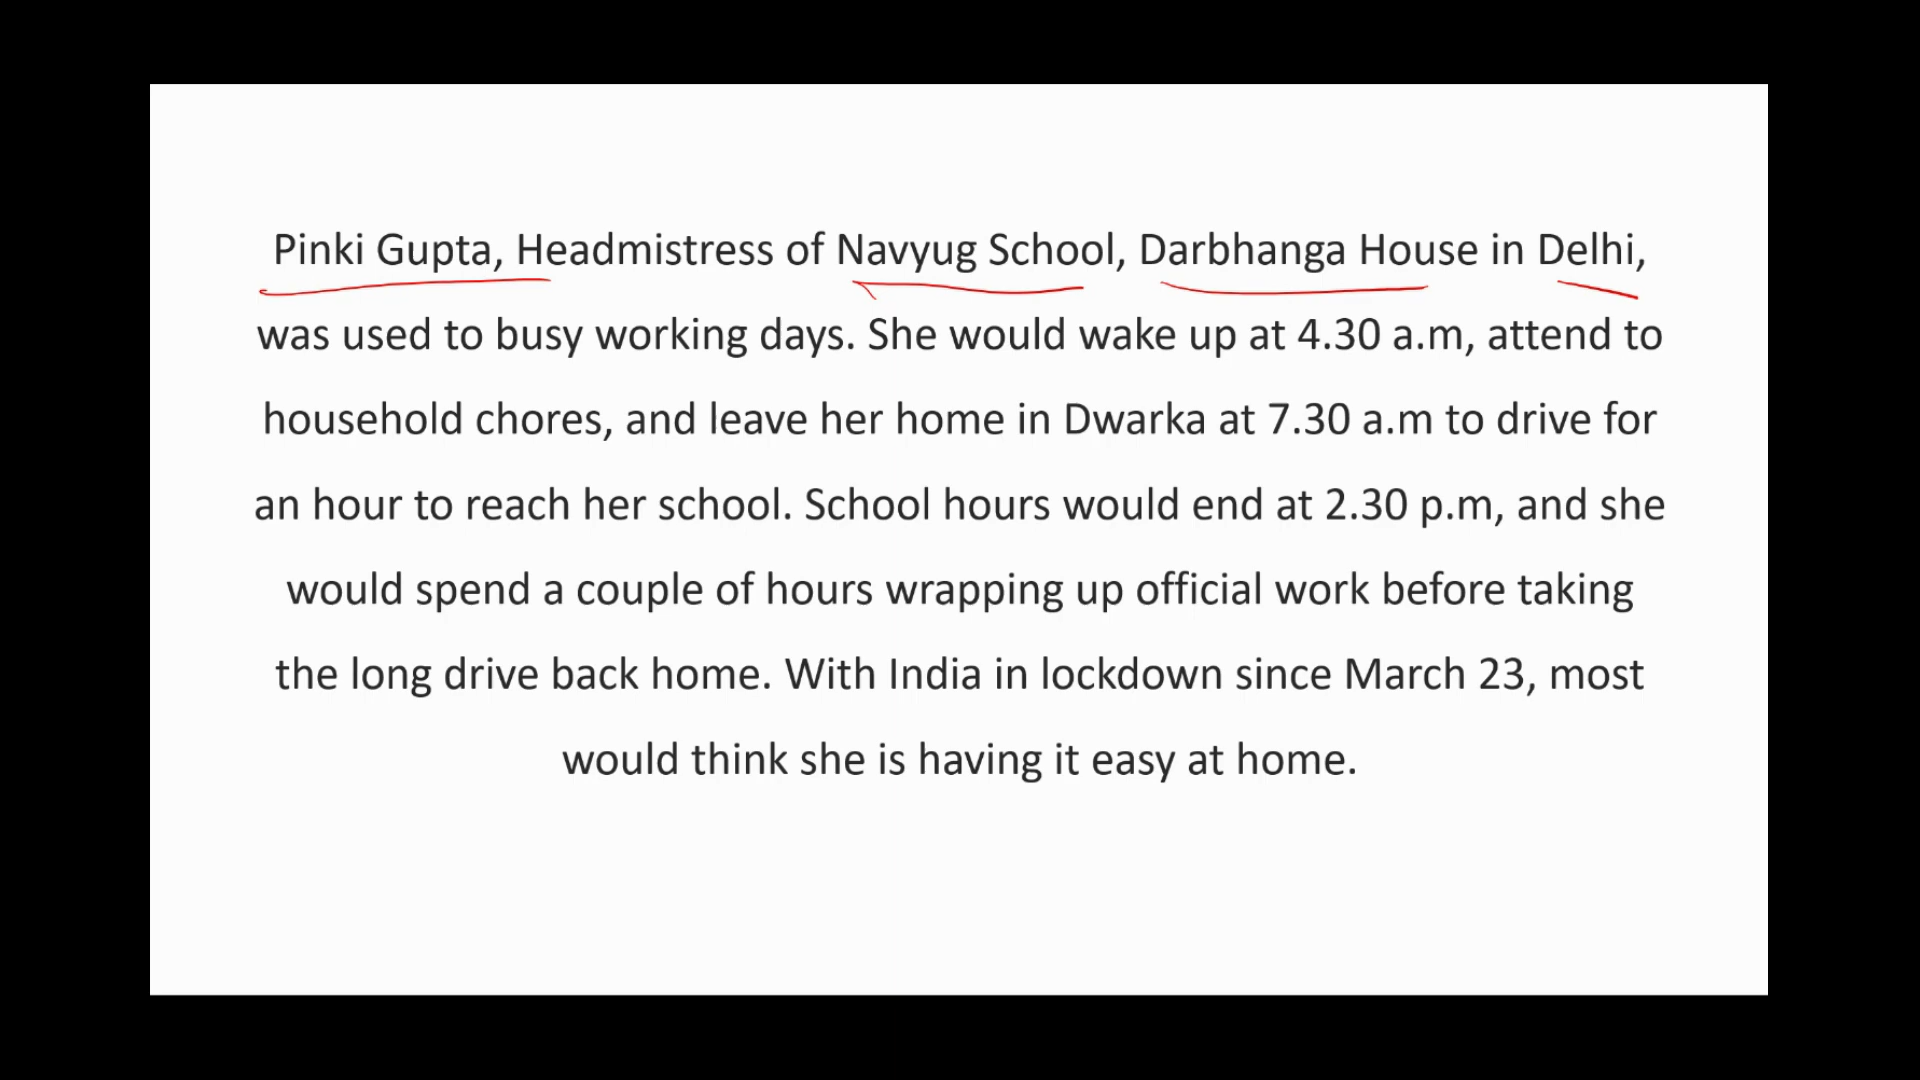 Pinki Gupta, Headmistress of Navyug School, Darbhanga House in Delhi,
was used to busy working days. She would wake up at 4.30 a.m, attend to
household chores, and leave her home in Dwarka at 7.30 a.m to drive for
an hour to reach her school. School hours would end at 2.30 p.m, and she
would spend a couple of hours wrapping up official work before taking
the long drive back home. With India in lockdown since March 23, most
would think she is having it easy at home.